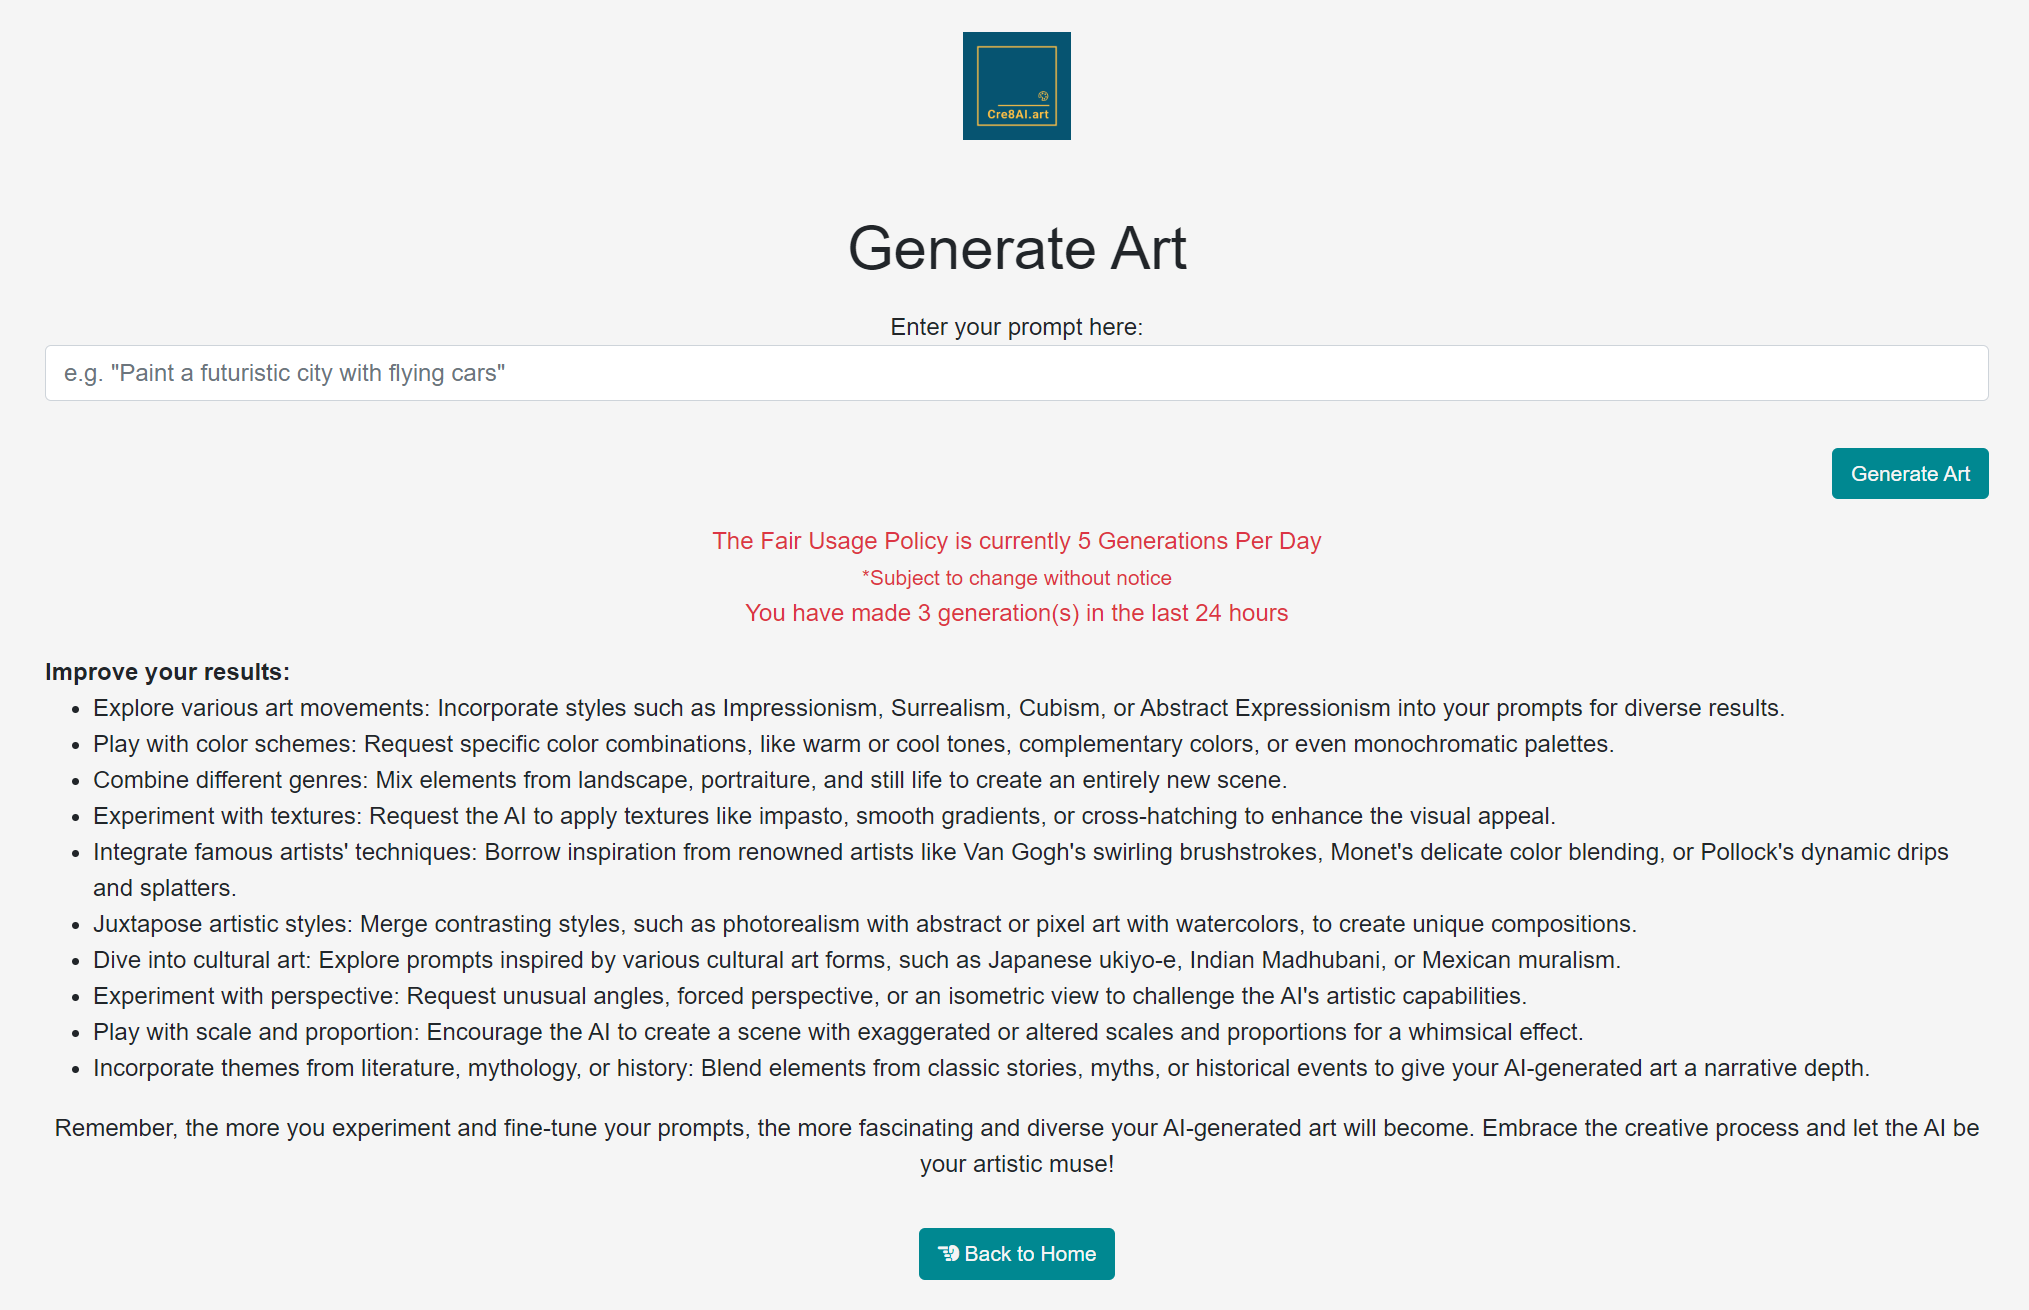 Cre8AI.art
Generate Art
Enter your prompt here:
e.g. "Paint a futuristic city with flying cars"
Generate Art
The Fair Usage Policy is currently 5 Generations Per Day
*Subject to change without notice
You have made 3 generation(s) in the last 24 hours
Improve your results:
• Explore various art movements: Incorporate styles such as Impressionism, Surrealism, Cubism, or Abstract Expressionism into your prompts for diverse results.
• Play with color schemes: Request specific color combinations, like warm or cool tones, complementary colors, or even monochromatic palettes.
• Combine different genres: Mix elements from landscape, portraiture, and still life to create an entirely new scene.
• Experiment with textures: Request the AI to apply textures like impasto, smooth gradients, or cross-hatching to enhance the visual appeal.
• Integrate famous artists' techniques: Borrow inspiration from renowned artists like Van Gogh's swirling brushstrokes, Monet's delicate color blending, or Pollock's dynamic drips
and splatters.
• Juxtapose artistic styles: Merge contrasting styles, such as photorealism with abstract or pixel art with watercolors, to create unique compositions.
• Dive into cultural art: Explore prompts inspired by various cultural art forms, such as Japanese ukiyo-e, Indian Madhubani, or Mexican muralism.
• Experiment with perspective: Request unusual angles, forced perspective, or an isometric view to challenge the AI's artistic capabilities.
• Play with scale and proportion: Encourage the AI to create a scene with exaggerated or altered scales and proportions for a whimsical effect.
• Incorporate themes from literature, mythology, or history: Blend elements from classic stories, myths, or historical events to give your AI-generated art a narrative depth.
Remember, the more you experiment and fine-tune your prompts, the more fascinating and diverse your AI-generated art will become. Embrace the creative process and let the AI be
your artistic muse!
Back to Home